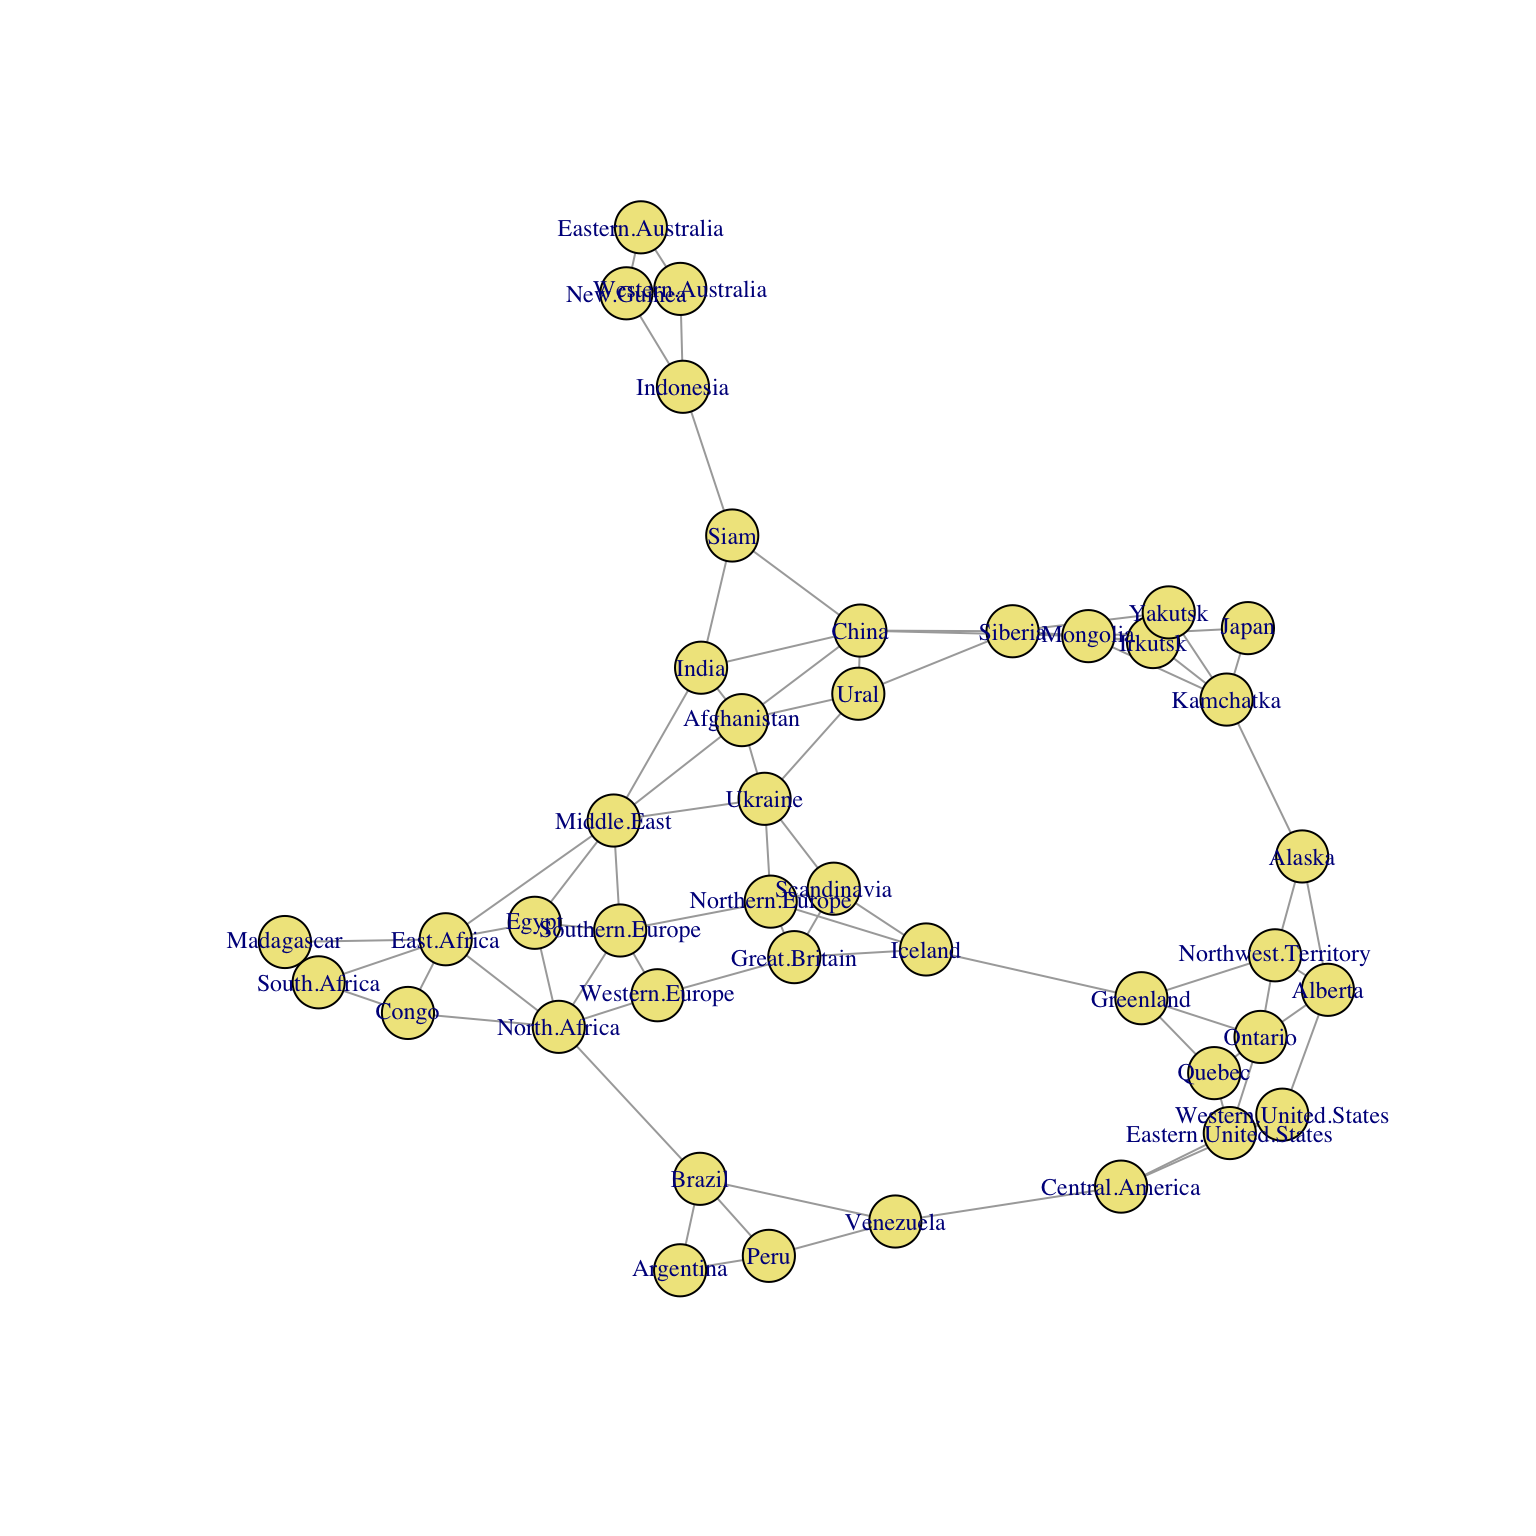 Eastern.Australia
New.Guinea
Western.Australia
Indonesia
Siam
China
Siberia
Mongolia
Yakutsk
Irkutsk
Japan
India
Ural
Kamchatka
Afghanistan
Ukraine
Middle.East
Alaska
Scandinavia
Northern.Europe
Egypt
Southern.Europe
Madagascar
East.Africa
Great.Britain
Iceland
Northwest.Territory
South.Africa
Western.Europe
Greenland
Alberta
Congo
North.Africa
Ontario
Quebec
Western.United.States
Eastern.United.States
Brazil
Central.America
Venezuela
Peru
Argentina